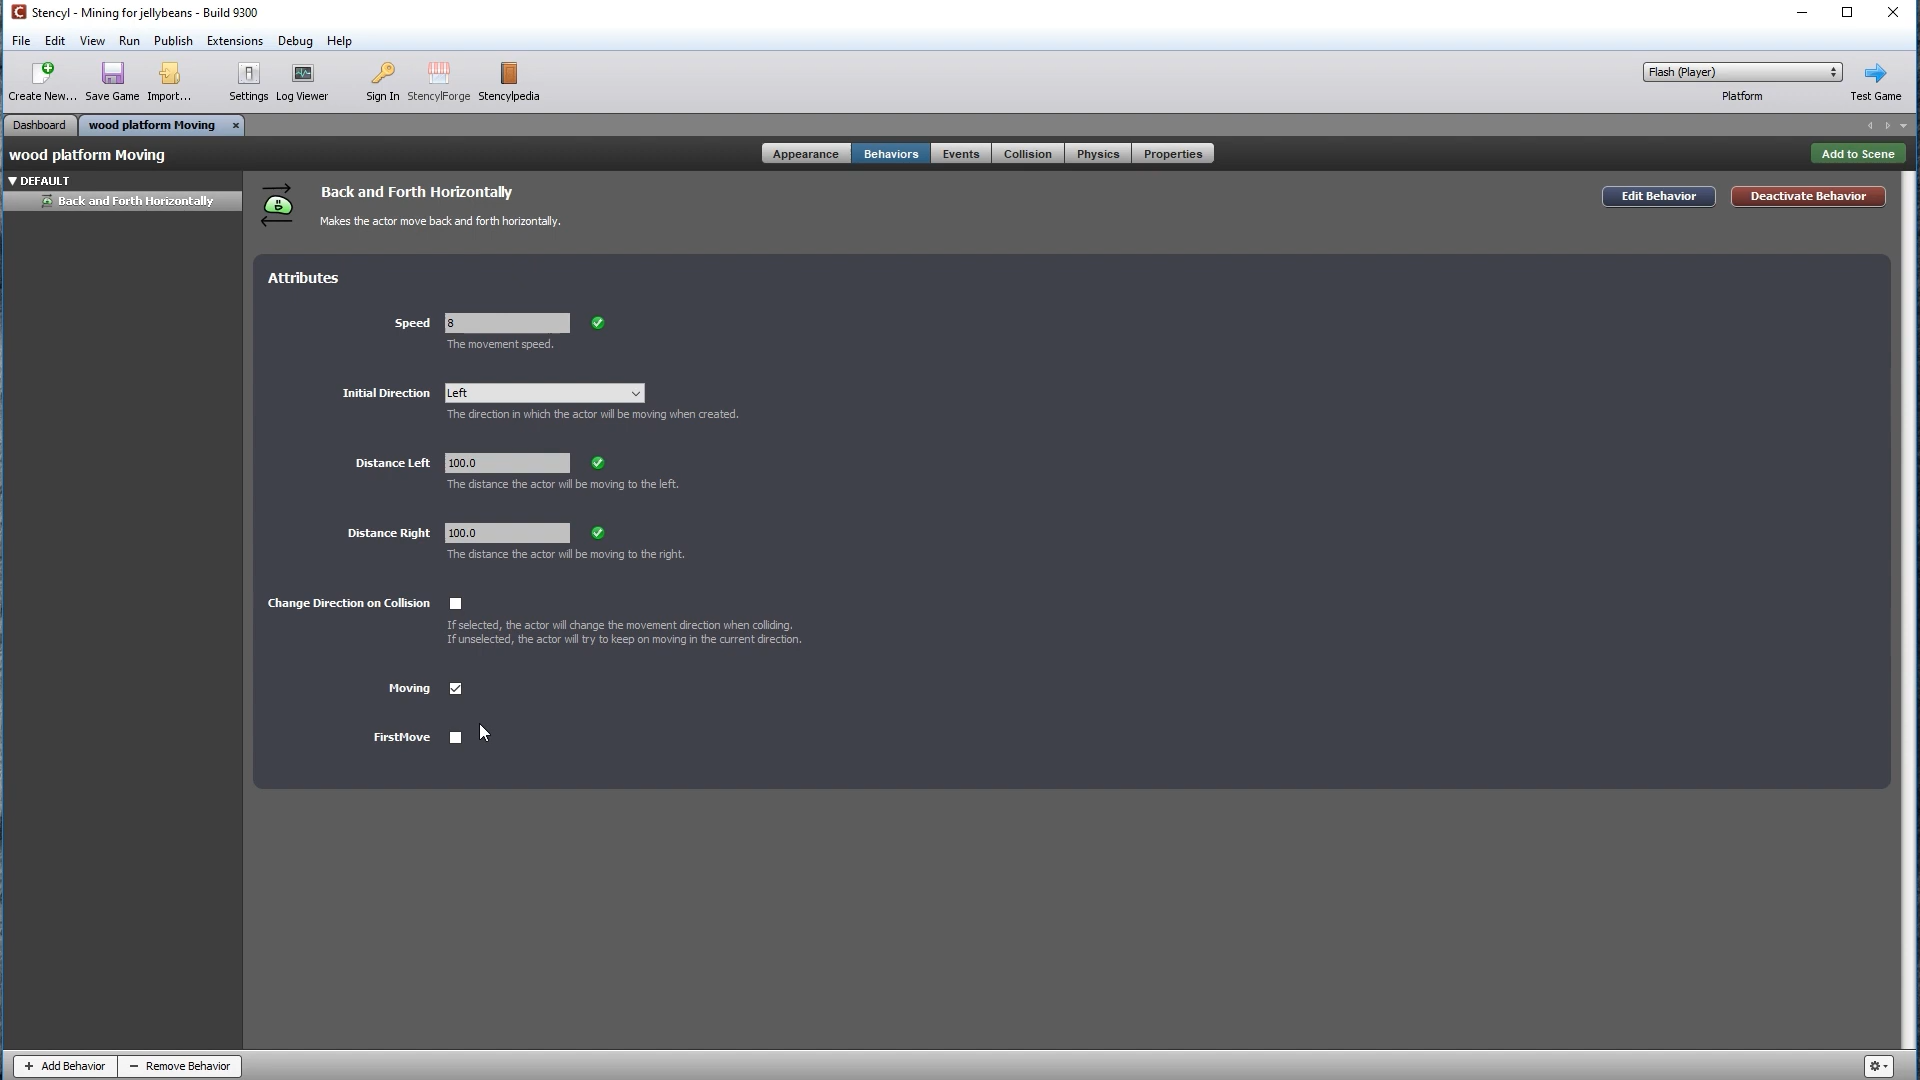 Stencyl - Mining for jellybeans - Build 9300
File Edit View Run Publish Extensions Debug Help
Create New... Save Game Import... Settings Log Viewer Sign In StencylForge Stencylpedia
Flash (Player)
Platform
Test Game
Dashboard wood platform Moving
wood platform Moving
Appearance Behaviors Events Collision Physics Properties
Add to Scene
DEFAULT
Back and Forth Horizontally
Back and Forth Horizontally
Makes the actor move back and forth horizontally.
Edit Behavior Deactivate Behavior
Attributes
Speed 8
The movement speed.
Initial Direction Left
The direction in which the actor will be moving when created.
Distance Left 100.0
The distance the actor will be moving to the left.
Distance Right 100.0
The distance the actor will be moving to the right.
Change Direction on Collision
If selected, the actor will change the movement direction when colliding.
If unselected, the actor will try to keep on moving in the current direction.
Moving
FirstMove
+ Add Behavior − Remove Behavior